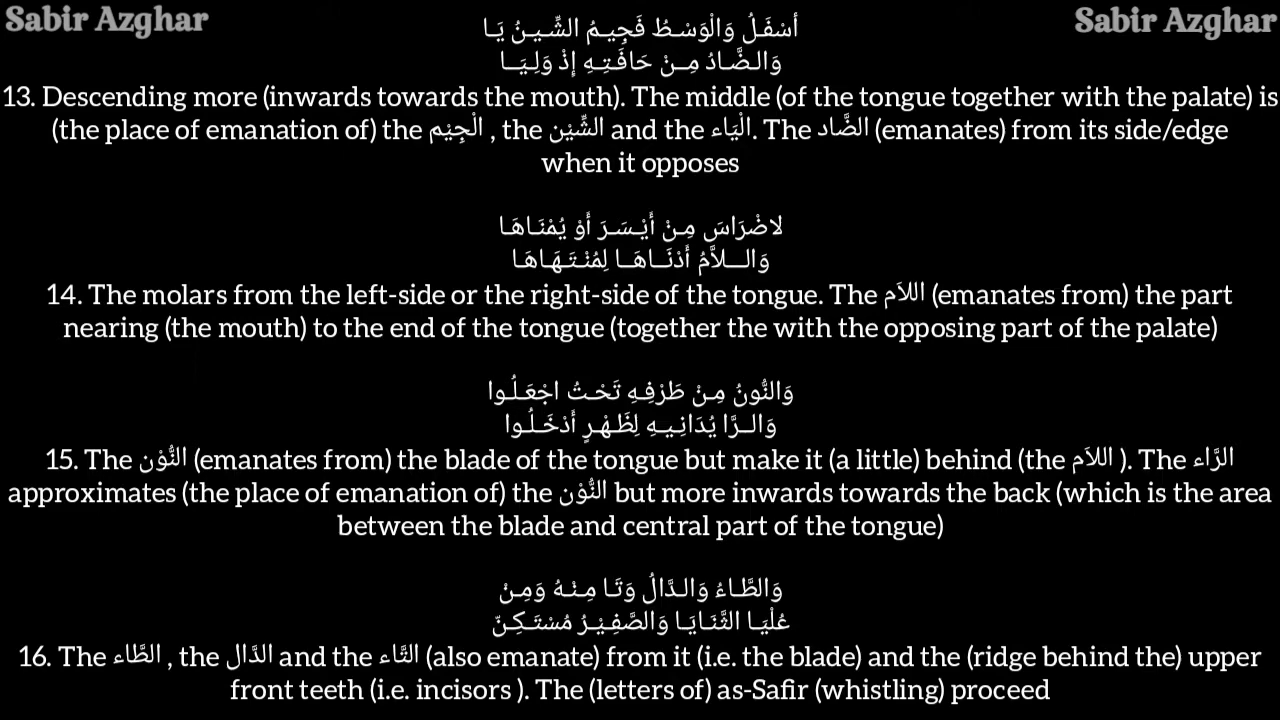 Sabir Azghar
Sabir Azghar
أَسْفَلُ وَالْوَسْطُ فَجِيمُ الشِّينُ يَا
وَالضَّادُ مِنْ حَافَتِهِ إِذْ وَلِيَا
13. Descending more (inwards towards the mouth). The middle (of the tongue together with the palate) is
(the place of emanation of) the الْجِيْم , the الشِّيْن and the الْيَاء. The الضَّاد (emanates) from its side/edge
when it opposes
لاضْرَاسَ مِنْ أَيْسَرَ أَوْ يُمْنَاهَا
وَالــلاَّمُ أَدْنَاهَا لِمُنْتَهَاهَا
14. The molars from the left-side or the right-side of the tongue. The اللاَم (emanates from) the part
nearing (the mouth) to the end of the tongue (together the with the opposing part of the palate)
وَالنُّونُ مِنْ طَرْفِهِ تَحْتُ اجْعَلُوا
وَالــرَّا يُدَانِيهِ لِظَهْرٍ أَدْخَلُوا
15. The النُّوْن (emanates from) the blade of the tongue but make it (a little) behind (the اللاَم ). The الرَّاء
approximates (the place of emanation of) the النُّوْن but more inwards towards the back (which is the area
between the blade and central part of the tongue)
وَالطَّاءُ وَالدَّالُ وَتَا مِنْهُ وَمِنْ
عُلْيَا الثَّنَايَا وَالصَّفِيْرُ مُسْتَكِنّ
16. The الطَّاء , the الدَّال and the التَّاء (also emanate) from it (i.e. the blade) and the (ridge behind the) upper
front teeth (i.e. incisors ). The (letters of) as-Safir (whistling) proceed